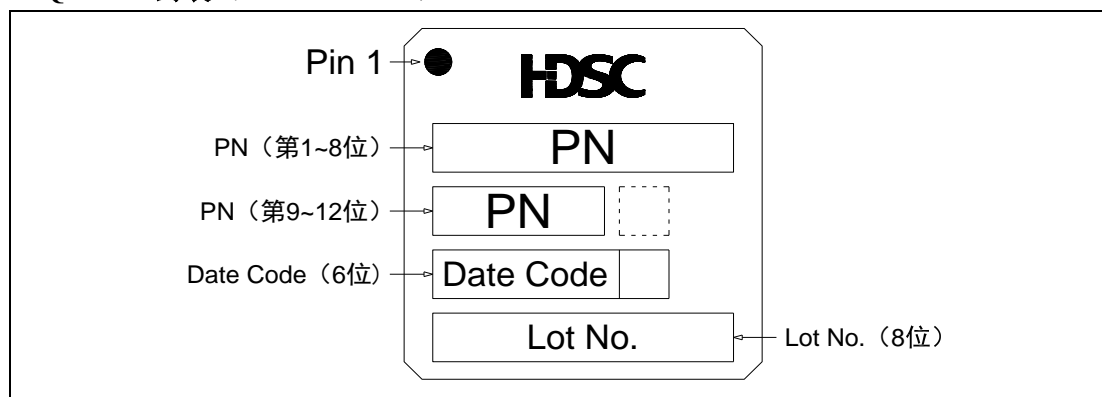 Pin 1
HDSC
PN（第1~8位）
PN
PN（第9~12位）
PN
Date Code（6位）
Date Code
Lot No.
Lot No.（8位）